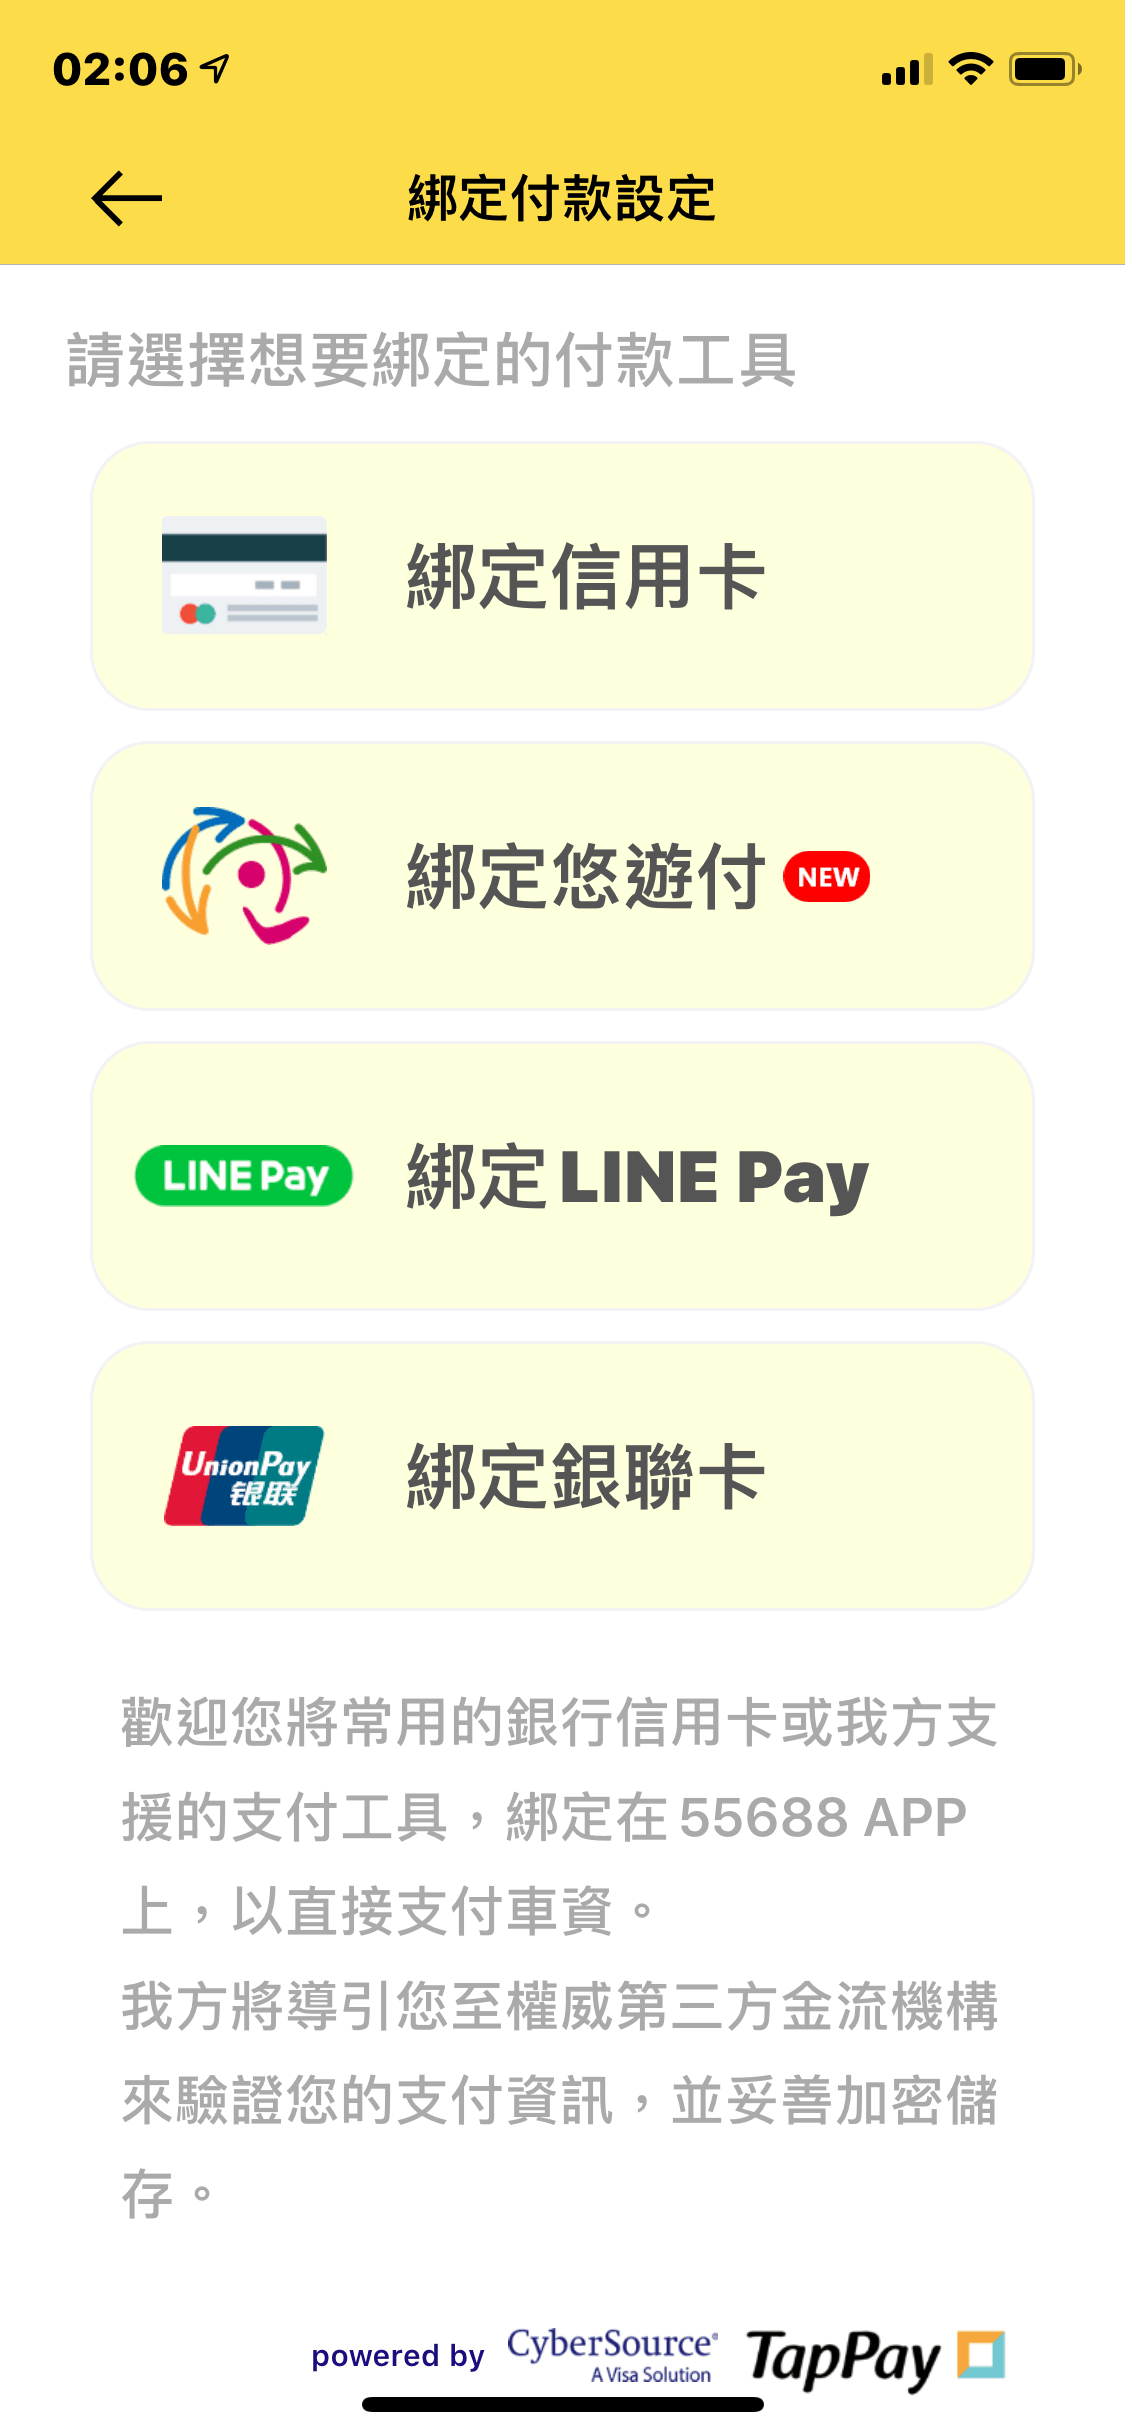 02:06
綁定付款設定
請選擇想要綁定的付款工具
綁定信用卡
綁定悠遊付 NEW
LINE Pay 綁定 LINE Pay
UnionPay
银联
綁定銀聯卡
歡迎您將常用的銀行信用卡或我方支
援的支付工具，綁定在 55688 APP
上，以直接支付車資。
我方將導引您至權威第三方金流機構
來驗證您的支付資訊，並妥善加密儲
存。
powered by CyberSource® TapPay
A Visa Solution